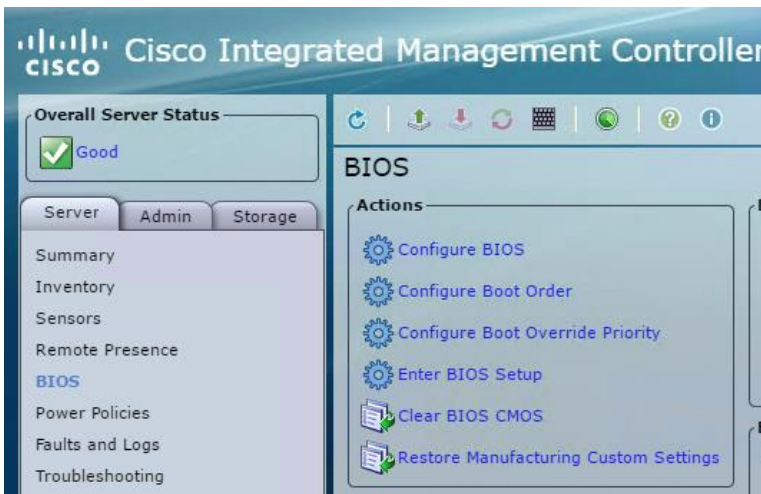 CISCO Cisco Integrated Management Controller
Overall Server Status
Good
Server Admin Storage
Summary
Inventory
Sensors
Remote Presence
BIOS
Power Policies
Faults and Logs
Troubleshooting
BIOS
Actions
Configure BIOS
Configure Boot Order
Configure Boot Override Priority
Enter BIOS Setup
Clear BIOS CMOS
Restore Manufacturing Custom Settings